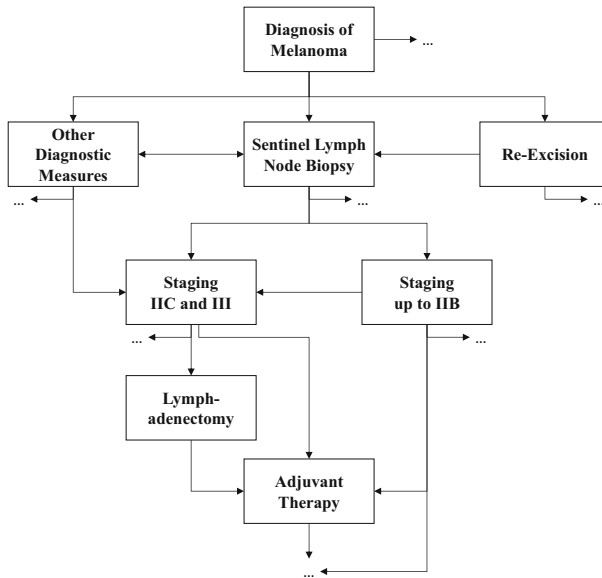 Diagnosis of
Melanoma
...
Other
Diagnostic
Measures
Sentinel Lymph
Node Biopsy
Re-Excision
...
...
...
Staging
IIC and III
Staging
up to IIB
...
...
Lymph-
adenectomy
Adjuvant
Therapy
...